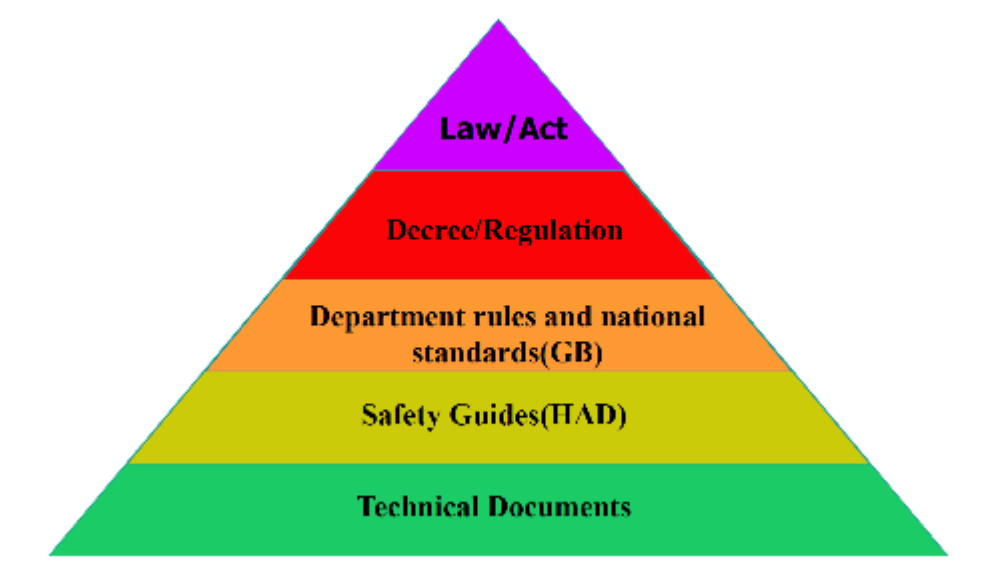 Law/Act
Decree/Regulation
Department rules and national
standards(GB)
Safety Guides(HAD)
Technical Documents